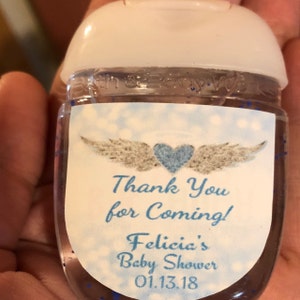 Thank You
for Coming!
Felicia's
Baby Shower
01.13.18